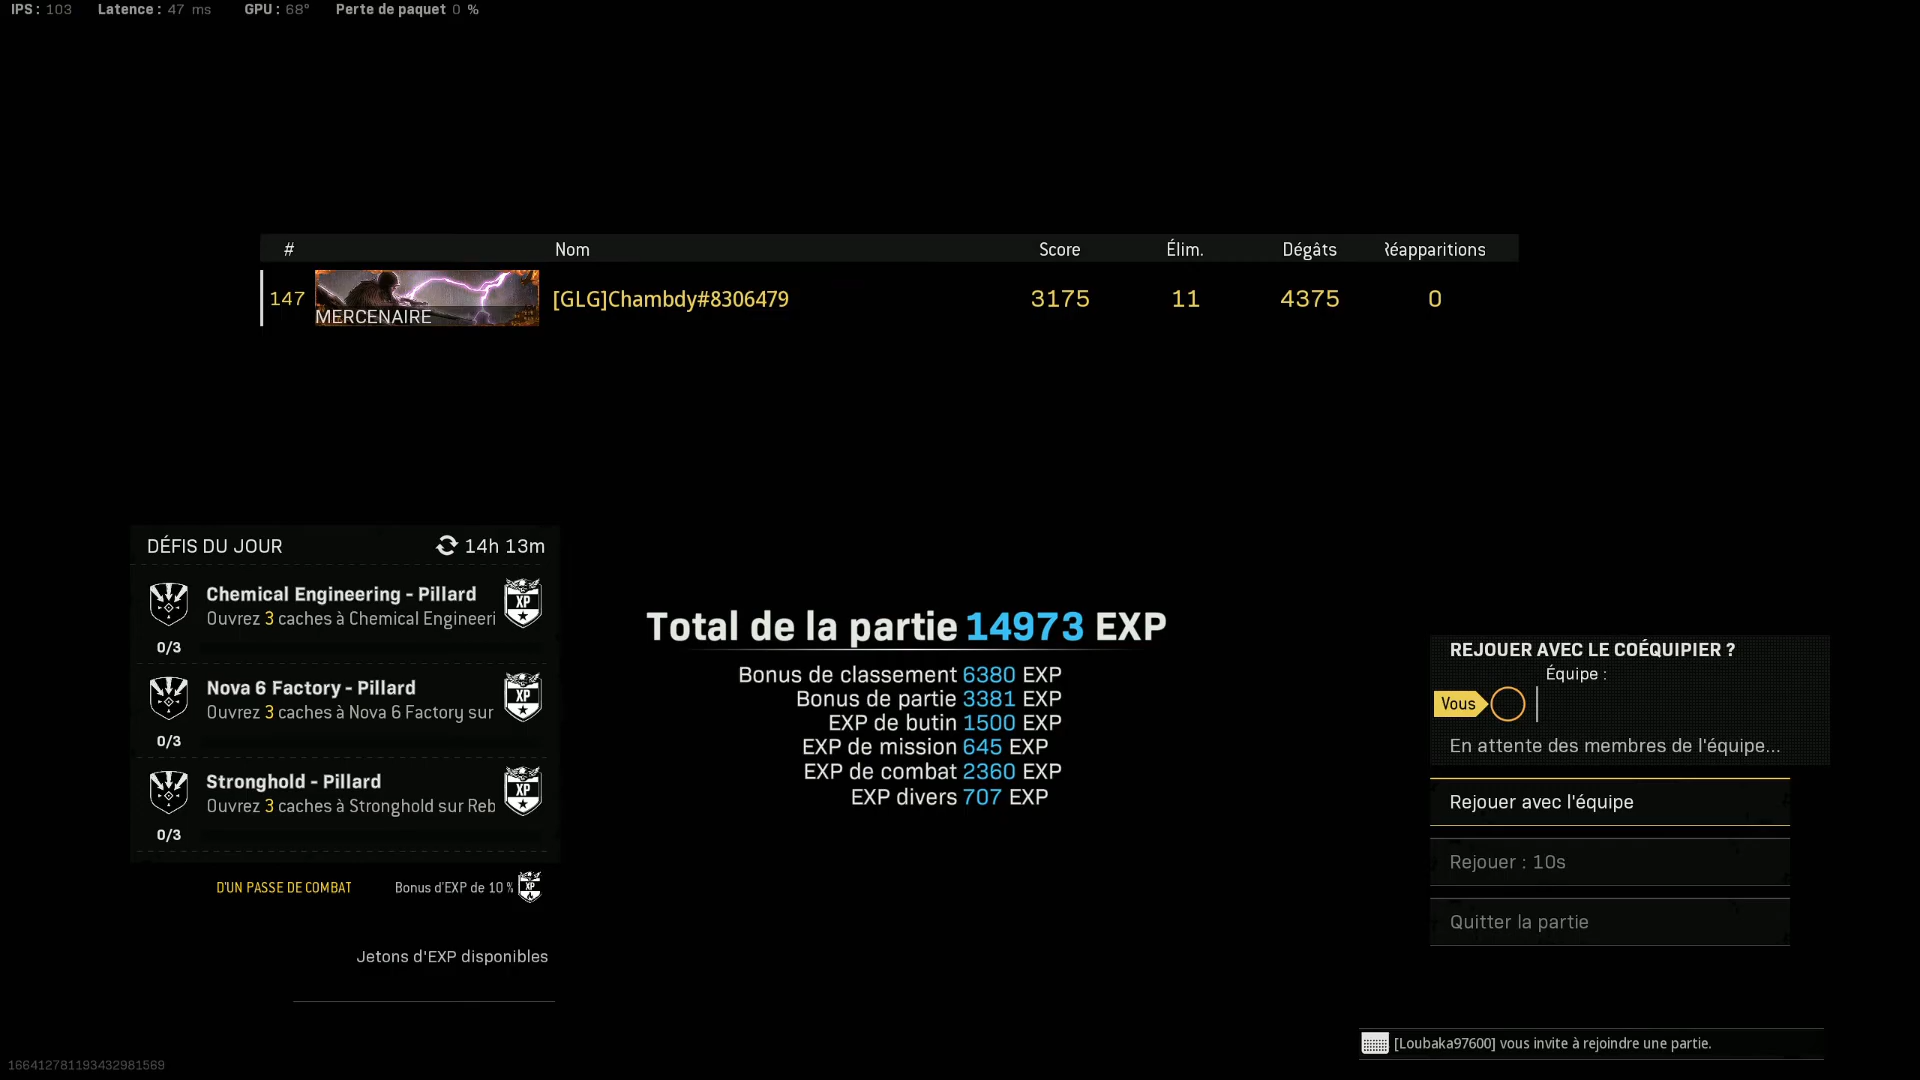 IPS : 103 Latence : 47 ms GPU : 68° Perte de paquet 0 %
# Nom Score Élim. Dégâts Réapparitions
147 MERCENAIRE [GLG]Chambdy#8306479 3175 11 4375 0
DÉFIS DU JOUR 14h 13m
Chemical Engineering - Pillard
Ouvrez 3 caches à Chemical Engineeri
XP
0/3
Nova 6 Factory - Pillard
Ouvrez 3 caches à Nova 6 Factory sur
XP
0/3
Stronghold - Pillard
Ouvrez 3 caches à Stronghold sur Reb
XP
0/3
D'UN PASSE DE COMBAT Bonus d'EXP de 10 % XP
Jetons d'EXP disponibles
Total de la partie 14973 EXP
Bonus de classement 6380 EXP
Bonus de partie 3381 EXP
EXP de butin 1500 EXP
EXP de mission 645 EXP
EXP de combat 2360 EXP
EXP divers 707 EXP
REJOUER AVEC LE COÉQUIPIER ?
Équipe :
Vous
En attente des membres de l'équipe...
Rejouer avec l'équipe
Rejouer : 10s
Quitter la partie
[Loubaka97600] vous invite à rejoindre une partie.
16641278119343298​1569